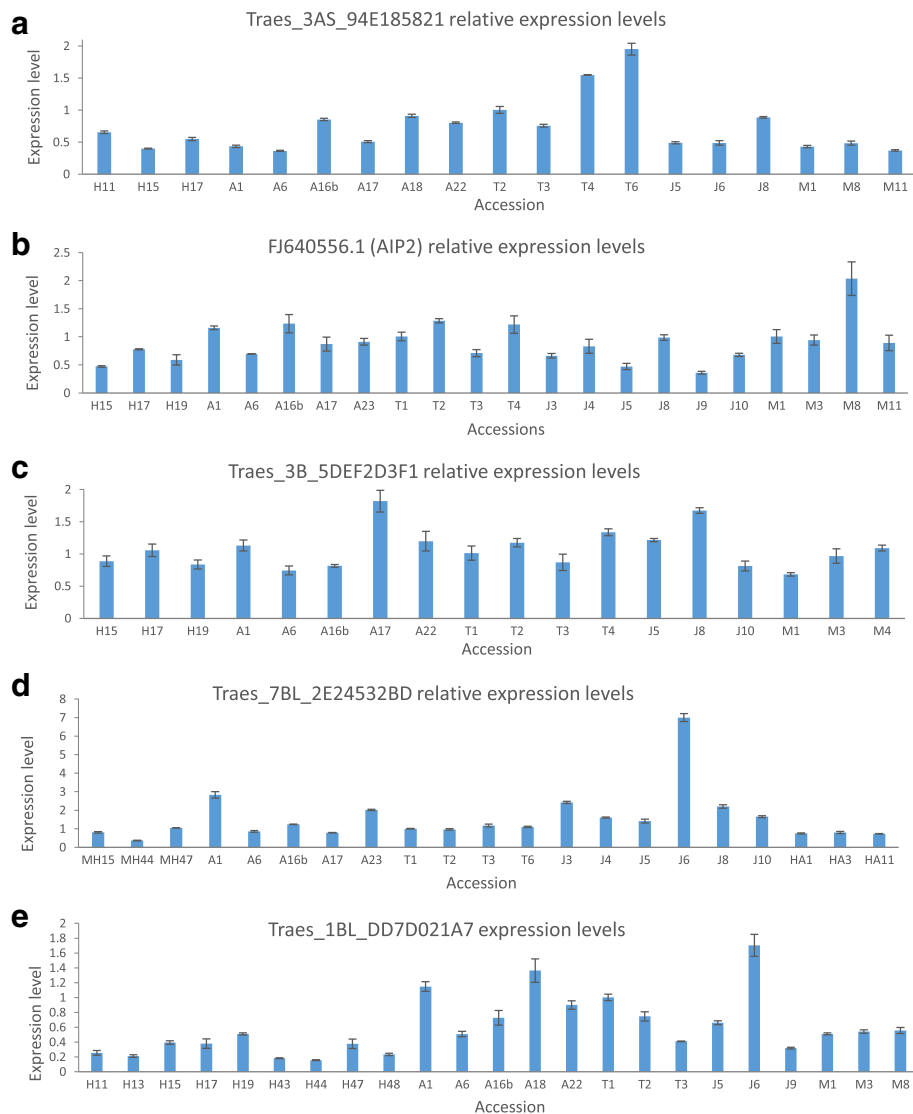 a
Traes_3AS_94E185821 relative expression levels
Expression level
2
1.5
1
0.5
0
H11 H15 H17 A1 A6 A16b A17 A18 A22 T2 T3 T4 T6 J5 J6 J8 M1 M8 M11
Accession
b
FJ640556.1 (AIP2) relative expression levels
Expression level
2.5
2
1.5
1
0.5
0
H15 H17 H19 A1 A6 A16b A17 A23 T1 T2 T3 T4 J3 J4 J5 J8 J9 J10 M1 M3 M8 M11
Accessions
c
Traes_3B_5DEF2D3F1 relative expression levels
Expression level
2
1.5
1
0.5
0
H15 H17 H19 A1 A6 A16b A17 A22 T1 T2 T3 T4 J5 J8 J10 M1 M3 M4
Accession
d
Traes_7BL_2E24532BD relative expression levels
Expression level
8
7
6
5
4
3
2
1
0
MH15 MH44 MH47 A1 A6 A16b A17 A23 T1 T2 T3 T6 J3 J4 J5 J6 J8 J10 HA1 HA3 HA11
Accession
e
Traes_1BL_DD7D021A7 expression levels
Expression level
2
1.8
1.6
1.4
1.2
1
0.8
0.6
0.4
0.2
0
H11 H13 H15 H17 H19 H43 H44 H47 H48 A1 A6 A16b A18 A22 T1 T2 T3 J5 J6 J9 M1 M3 M8
Accession